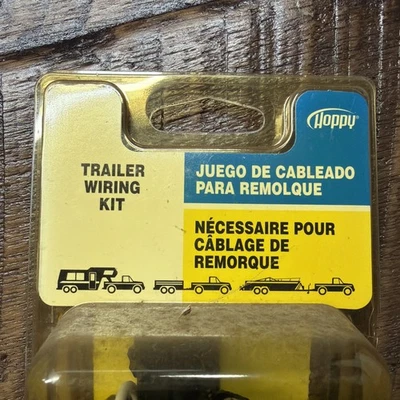 Hoppy®
TRAILER
WIRING
KIT
JUEGO DE CABLEADO
PARA REMOLQUE
NÉCESSAIRE POUR
CÂBLAGE DE
REMORQUE